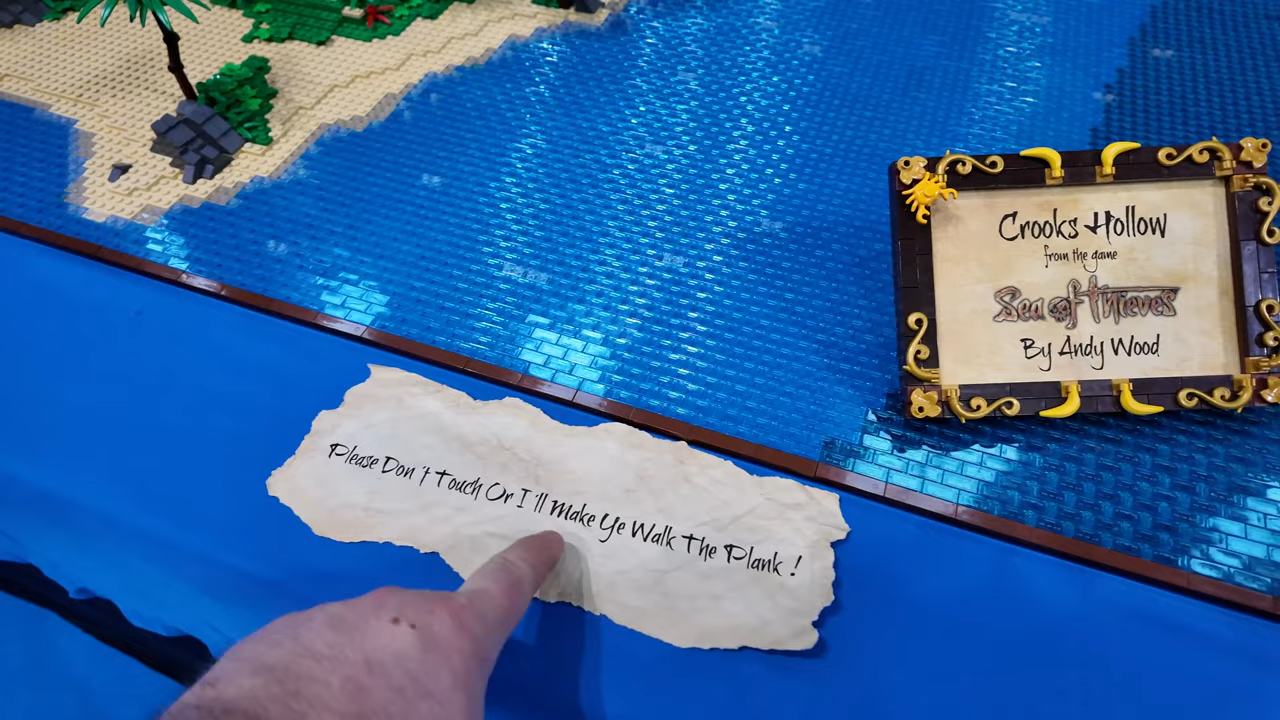 Crooks Hollow
from the game
Sea of Thieves
By Andy Wood
Please Don't Touch Or I'll Make Ye Walk The Plank !